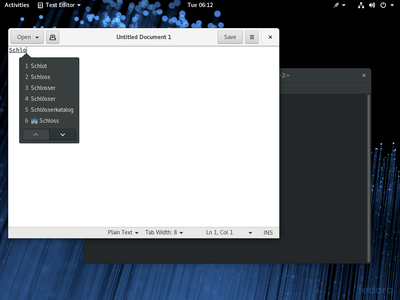 Activities Text Editor Tue 06:12
Open Untitled Document 1 Save
Schlo
1 Schlot
2 Schloss
3 Schlosser
4 Schlösser
5 Schlösserkatalog
6 🏰 Schloss
Plain Text Tab Width: 8 Ln 1, Col 1 INS
fedora